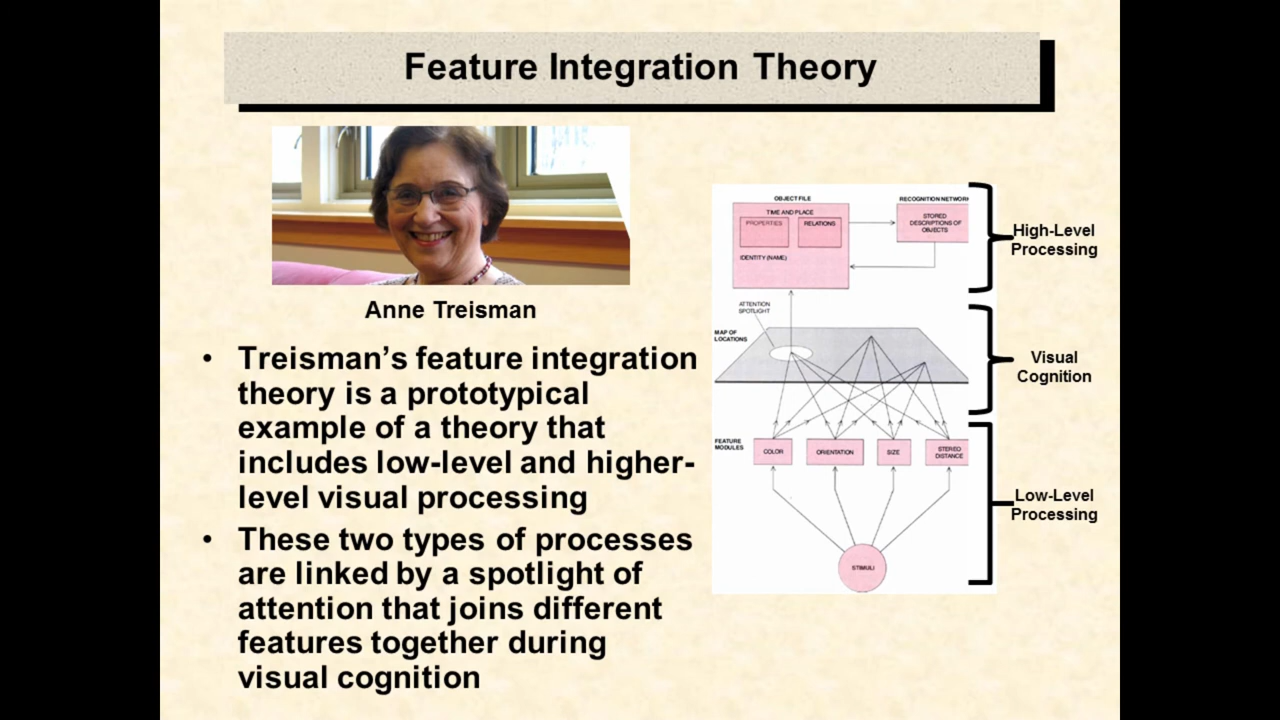 Feature Integration Theory
Anne Treisman
• Treisman’s feature integration
theory is a prototypical
example of a theory that
includes low-level and higher-
level visual processing
• These two types of processes
are linked by a spotlight of
attention that joins different
features together during
visual cognition
OBJECT FILE
TIME AND PLACE
PROPERTIES
RELATIONS
IDENTITY (NAME)
RECOGNITION NETWORK
STORED
DESCRIPTIONS OF
OBJECTS
High-Level
Processing
ATTENTION
SPOTLIGHT
MAP OF
LOCATIONS
Visual
Cognition
FEATURE
MODULES
COLOR
ORIENTATION
SIZE
STEREO
DISTANCE
Low-Level
Processing
STIMULI